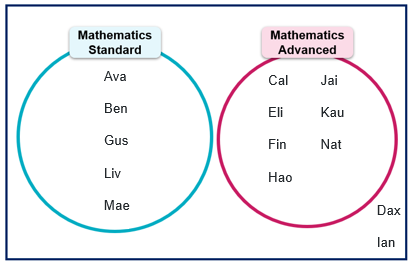 Mathematics
Standard
Ava
Ben
Gus
Liv
Mae
Mathematics
Advanced
Cal Jai
Eli Kau
Fin Nat
Hao
Dax
Ian